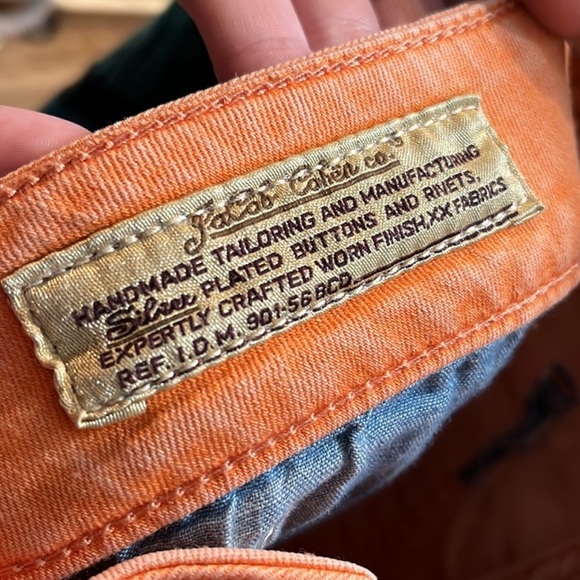 Jacob Cohën co.
HANDMADE TAILORING AND MANUFACTURING
Silver PLATED BUTTONS AND RIVETS,
EXPERTLY CRAFTED WORN FINISH, XX FABRICS
REF. I.D.M. 901-56 BCD